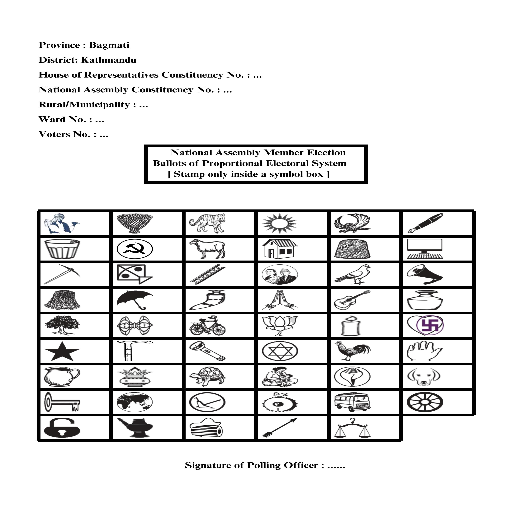 Province : Bagmati
District: Kathmandu
House of Representatives Constituency No. : ...
National Assembly Constituency No. : ...
Rural/Municipality : ...
Ward No. : ...
Voters No. : ...
National Assembly Member Election
Ballots of Proportional Electoral System
[ Stamp only inside a symbol box ]
Signature of Polling Officer : ......